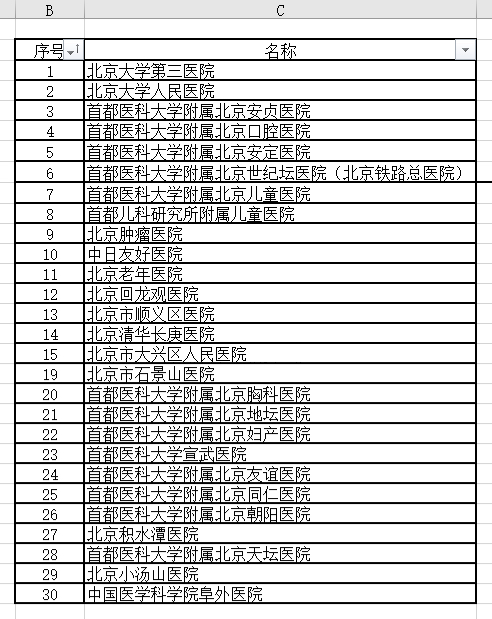 B C
序号 名称
1 北京大学第三医院
2 北京大学人民医院
3 首都医科大学附属北京安贞医院
4 首都医科大学附属北京口腔医院
5 首都医科大学附属北京安定医院
6 首都医科大学附属北京世纪坛医院（北京铁路总医院）
7 首都医科大学附属北京儿童医院
8 首都儿科研究所附属儿童医院
9 北京肿瘤医院
10 中日友好医院
11 北京老年医院
12 北京回龙观医院
13 北京市顺义区医院
14 北京清华长庚医院
15 北京市大兴区人民医院
19 北京市石景山医院
20 首都医科大学附属北京胸科医院
21 首都医科大学附属北京地坛医院
22 首都医科大学附属北京妇产医院
23 首都医科大学宣武医院
24 首都医科大学附属北京友谊医院
25 首都医科大学附属北京同仁医院
26 首都医科大学附属北京朝阳医院
27 北京积水潭医院
28 首都医科大学附属北京天坛医院
29 北京小汤山医院
30 中国医学科学院阜外医院